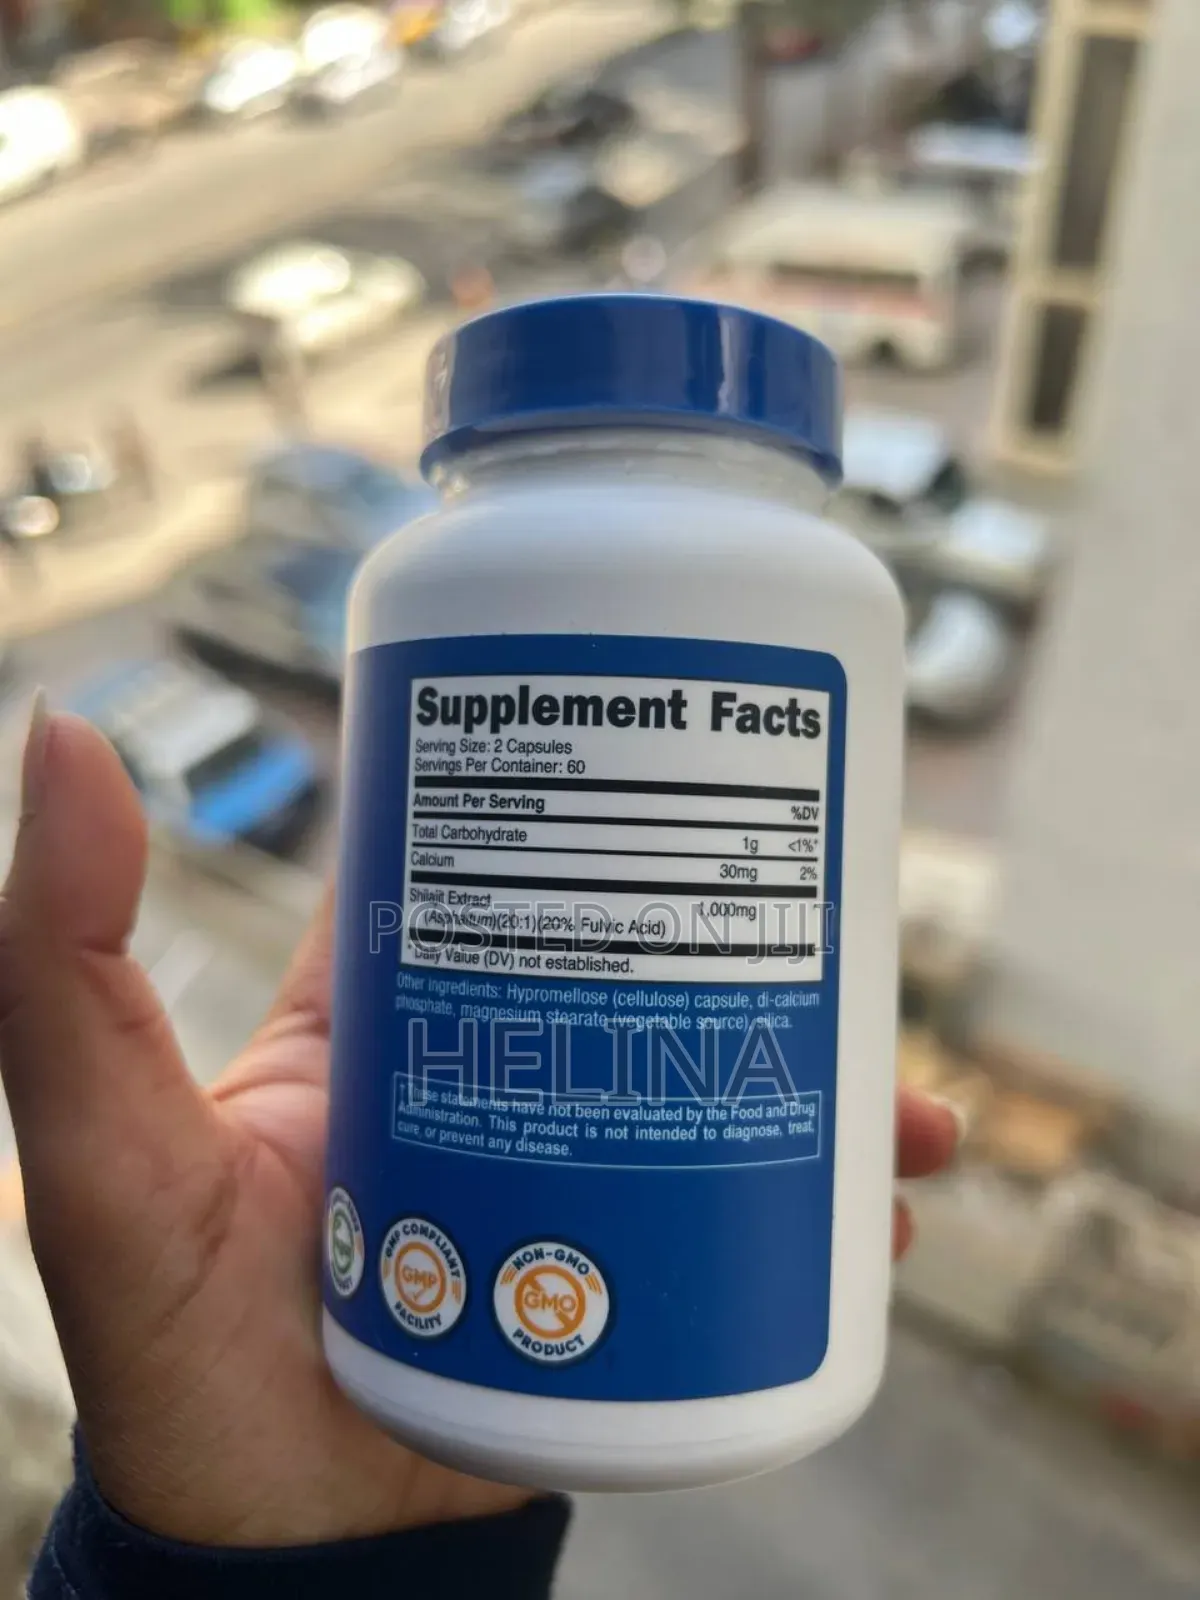 Supplement Facts
Serving Size: 2 Capsules
Servings Per Container: 60
Amount Per Serving %DV
Total Carbohydrate 1g <1%*
Calcium 30mg 2%
Shilajit Extract 1,000mg
(Asphaltum)(20:1)(20% Fulvic Acid)
POSTED ON JIJI
* Daily Value (DV) not established.
Other ingredients: Hypromellose (cellulose) capsule, di-calcium
phosphate, magnesium stearate (vegetable source), silica.
HELINA
† These statements have not been evaluated by the Food and Drug
Administration. This product is not intended to diagnose, treat,
cure, or prevent any disease.
GMP COMPLIANT
GMP
FACILITY
NON-GMO
GMO
PRODUCT